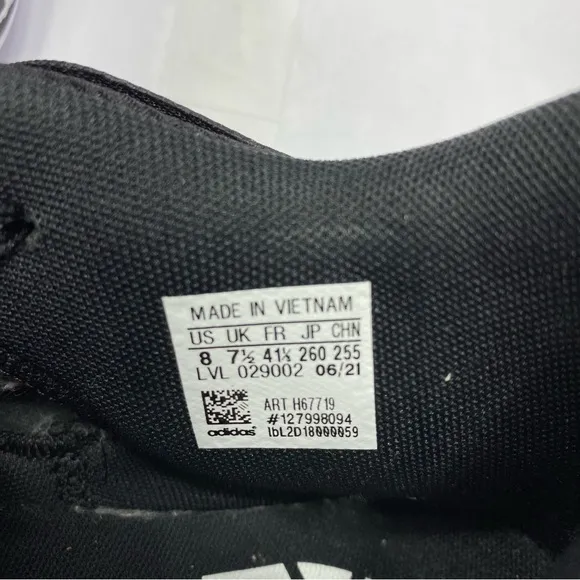 MADE IN VIETNAM
US UK FR JP CHN
8 7½ 41⅓ 260 255
LVL 029002 06/21
ART H67719
#127998094
adidas lbL2D18000059